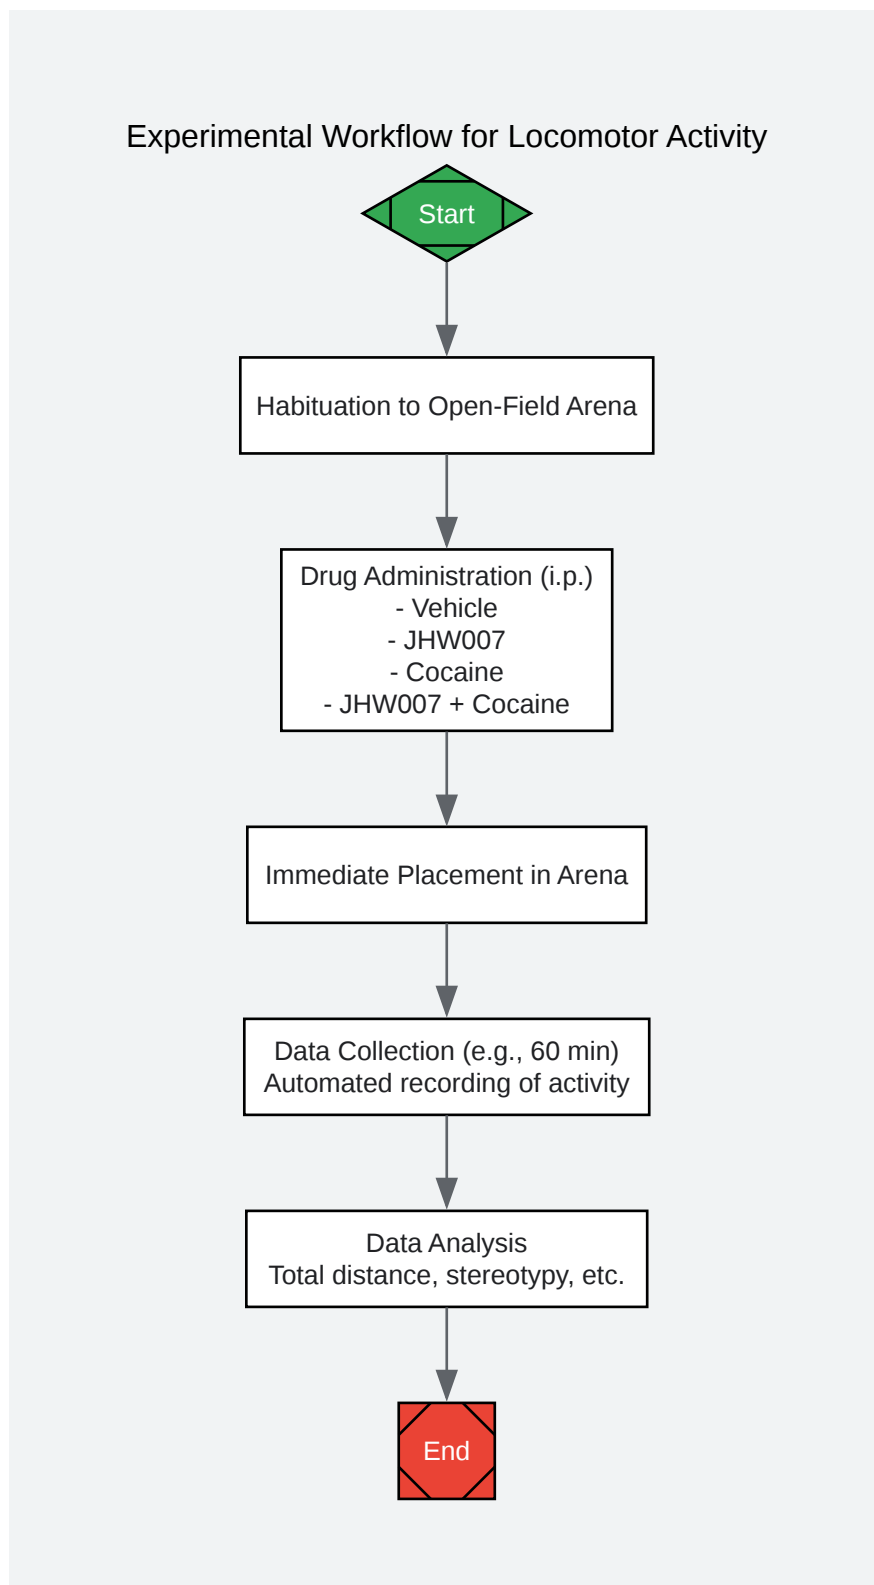 Experimental Workflow for Locomotor Activity
Start
Habituation to Open-Field Arena
Drug Administration (i.p.)
- Vehicle
- JHW007
- Cocaine
- JHW007 + Cocaine
Immediate Placement in Arena
Data Collection (e.g., 60 min)
Automated recording of activity
Data Analysis
Total distance, stereotypy, etc.
End